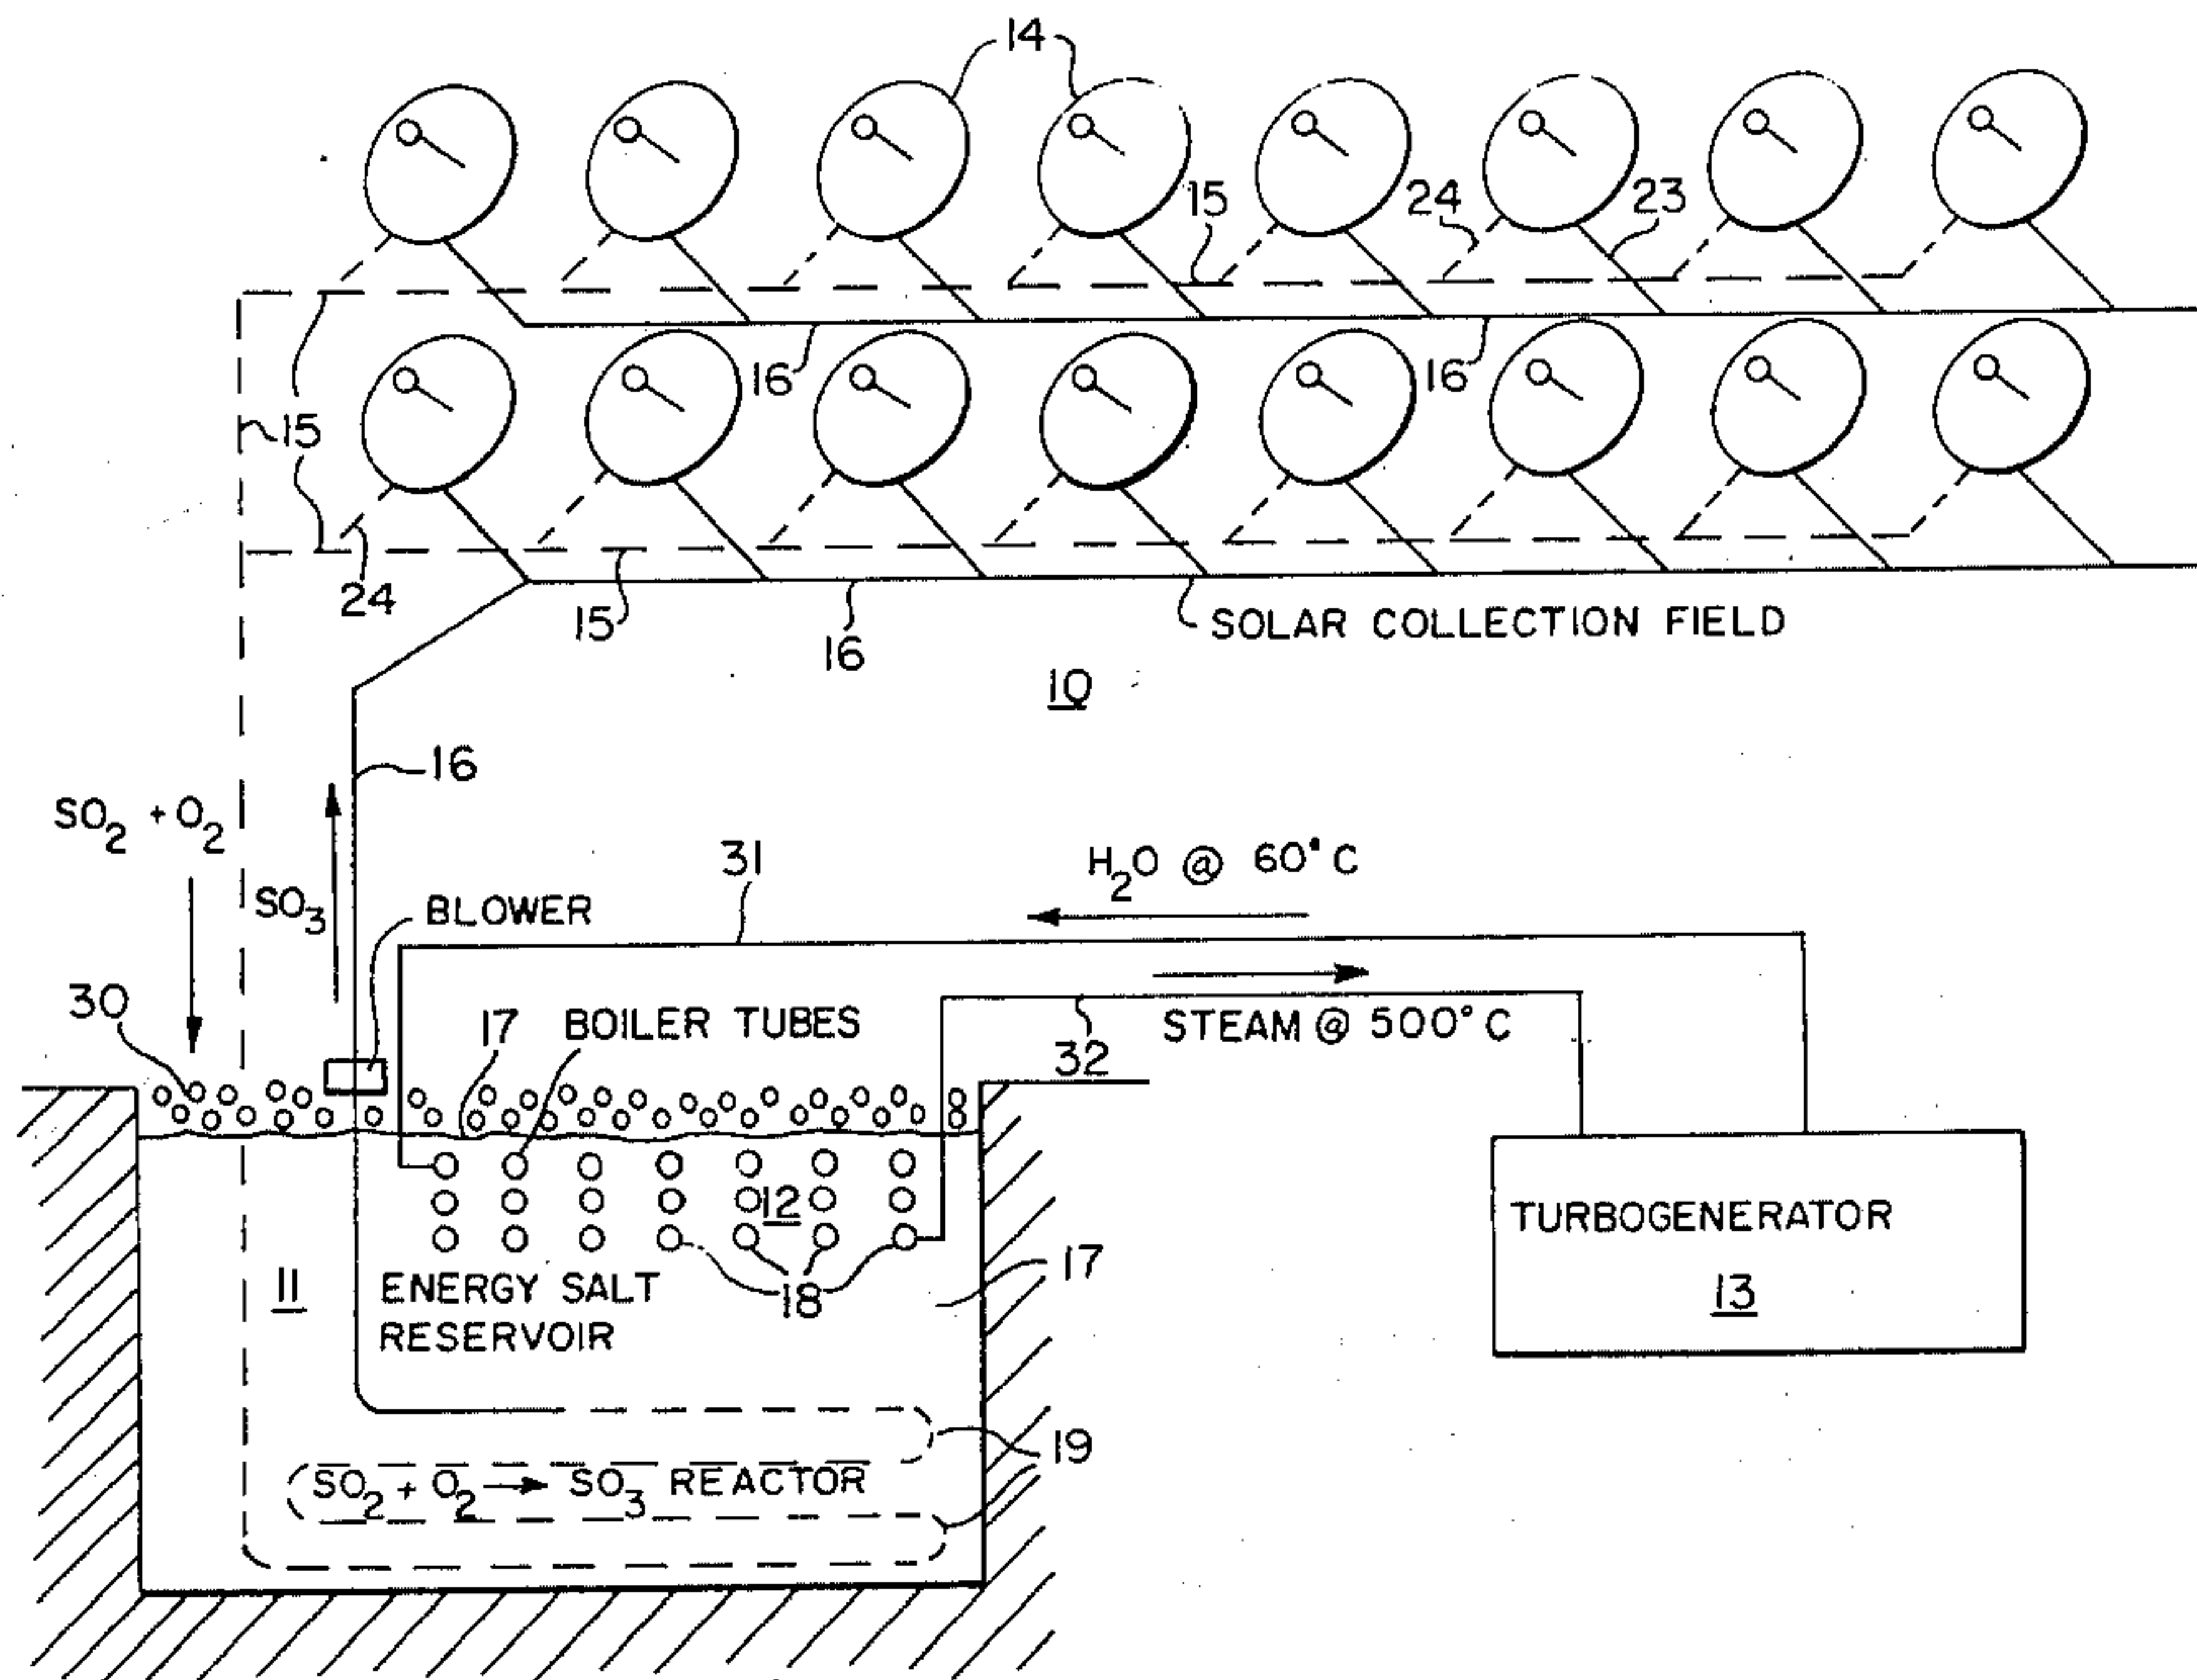 14
15
24
23
16
16
15
24
15
16
SOLAR COLLECTION FIELD
10
16
SO2 + O2
SO3
31
H2O @ 60°C
BLOWER
30
17
BOILER TUBES
32
STEAM @ 500°C
12
TURBOGENERATOR
13
11
ENERGY SALT
RESERVOIR
18
17
19
SO2 + O2 → SO3 REACTOR